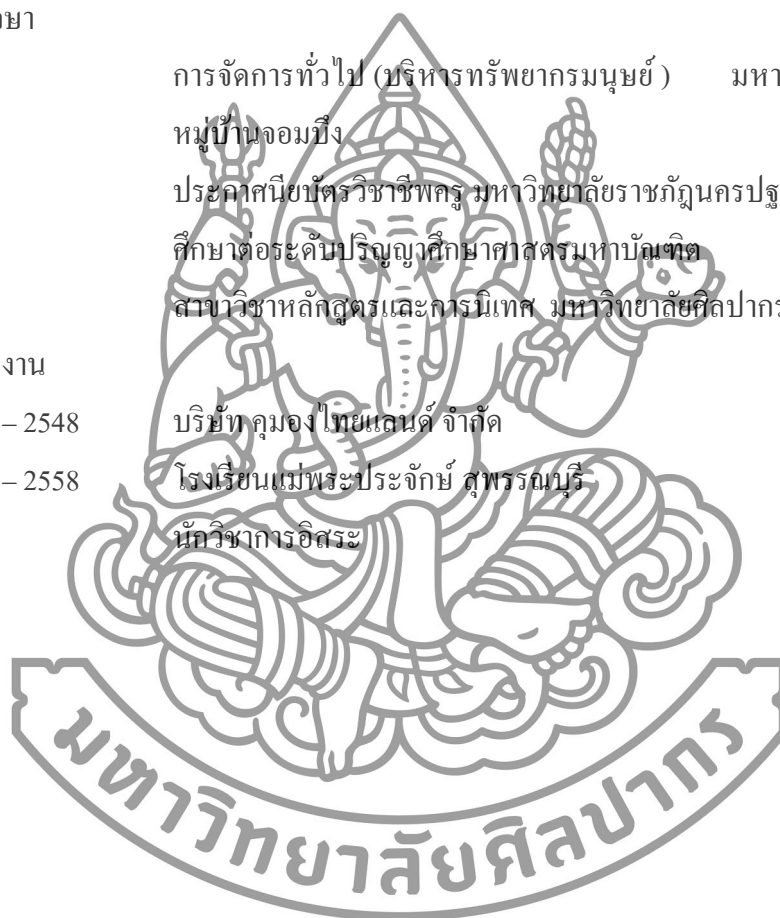 ษา
การจัดการทั่วไป (บริหารทรัพยากรมนุษย์ ) มหา
หมู่บ้านจอมบึง
ประกาศนียบัตรวิชาชีพครู มหาวิทยาลัยราชภัฎนครปฐ
ศึกษาต่อระดับปริญญาศึกษาศาสตรมหาบัณฑิต
สาขาวิชาหลักสูตรและการนิเทศ มหาวิทยาลัยศิลปากร
งาน
– 2548 บริษัท คุมองไทยแลนด์ จำกัด
– 2558 โรงเรียนแม่พระประจักษ์ สุพรรณบุรี
นักวิชาการอิสระ
มหาวิทยาลัยศิลปากร